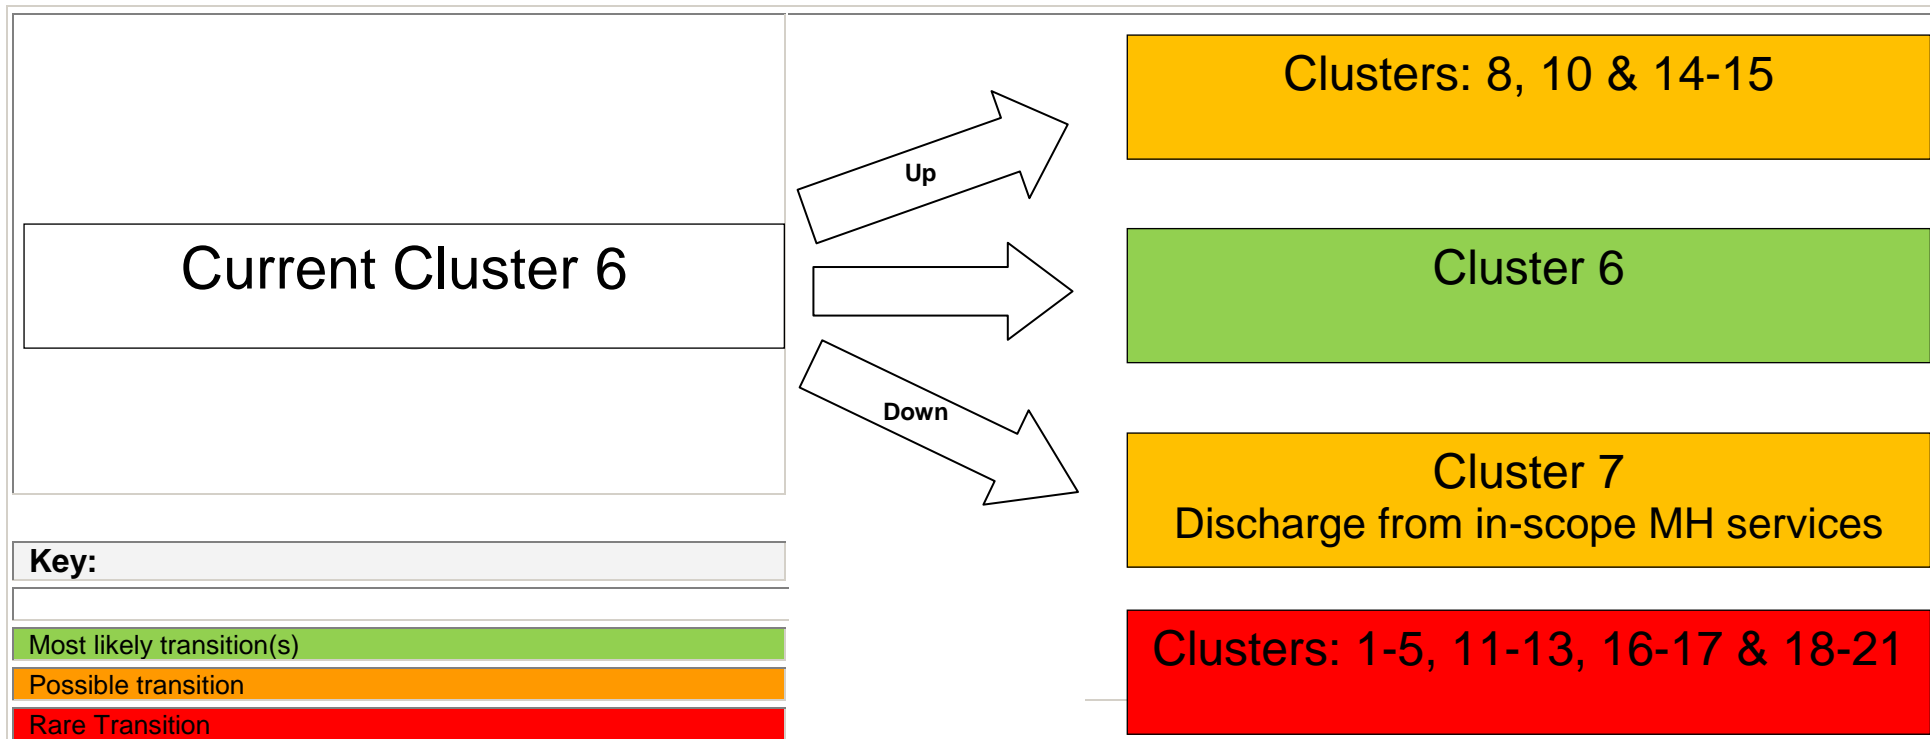 Clusters: 8, 10 & 14-15
Up
Current Cluster 6
Cluster 6
Down
Cluster 7
Discharge from in-scope MH services
Key:
Most likely transition(s)
Possible transition
Rare Transition
Clusters: 1-5, 11-13, 16-17 & 18-21